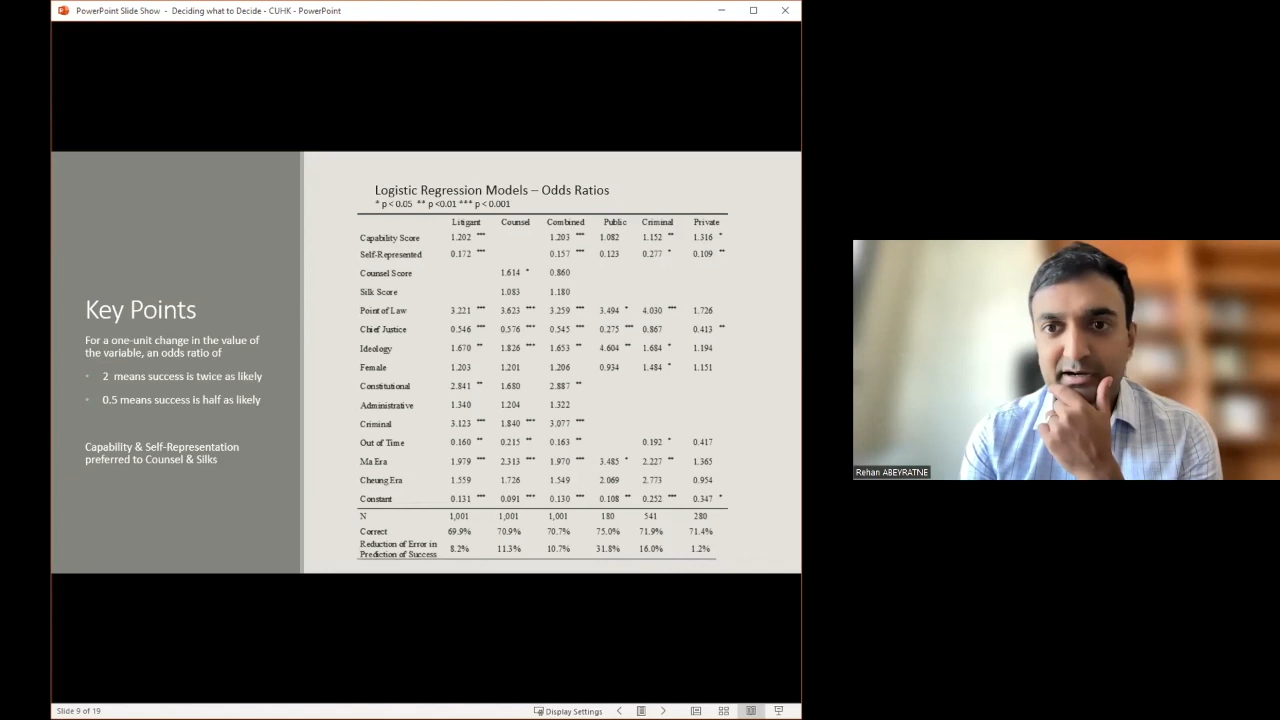 PowerPoint Slide Show - Deciding what to Decide - CUHK - PowerPoint
Key Points
For a one-unit change in the value of
the variable, an odds ratio of
• 2 means success is twice as likely
• 0.5 means success is half as likely
Capability & Self-Representation
preferred to Counsel & Silks
Logistic Regression Models – Odds Ratios
* p < 0.05 ** p <0.01 *** p < 0.001
Litigant Counsel Combined Public Criminal Private
Capability Score 1.202 *** 1.203 *** 1.082 1.152 ** 1.316 *
Self-Represented 0.172 *** 0.157 *** 0.123 0.277 * 0.109 **
Counsel Score 1.614 * 0.860
Silk Score 1.083 1.180
Point of Law 3.221 *** 3.623 *** 3.259 *** 3.494 * 4.030 *** 1.726
Chief Justice 0.546 *** 0.576 *** 0.545 *** 0.275 *** 0.867 0.413 **
Ideology 1.670 ** 1.826 *** 1.653 ** 4.604 ** 1.684 * 1.194
Female 1.203 1.201 1.206 0.934 1.484 * 1.151
Constitutional 2.841 ** 1.680 2.887 **
Administrative 1.340 1.204 1.322
Criminal 3.123 *** 1.840 *** 3.077 ***
Out of Time 0.160 ** 0.215 ** 0.163 ** 0.192 * 0.417
Ma Era 1.979 *** 2.313 *** 1.970 *** 3.485 * 2.227 ** 1.365
Cheung Era 1.559 1.726 1.549 2.069 2.773 0.954
Constant 0.131 *** 0.091 *** 0.130 *** 0.108 ** 0.252 *** 0.347 *
N 1,001 1,001 1,001 180 541 280
Correct 69.9% 70.9% 70.7% 75.0% 71.9% 71.4%
Reduction of Error in
Prediction of Success 8.2% 11.3% 10.7% 31.8% 16.0% 1.2%
Rehan ABEYRATNE
Slide 9 of 19
Display Settings